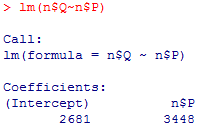 > lm(n$Q~n$P)
Call:
lm(formula = n$Q ~ n$P)
Coefficients:
(Intercept) n$P
2681 3448